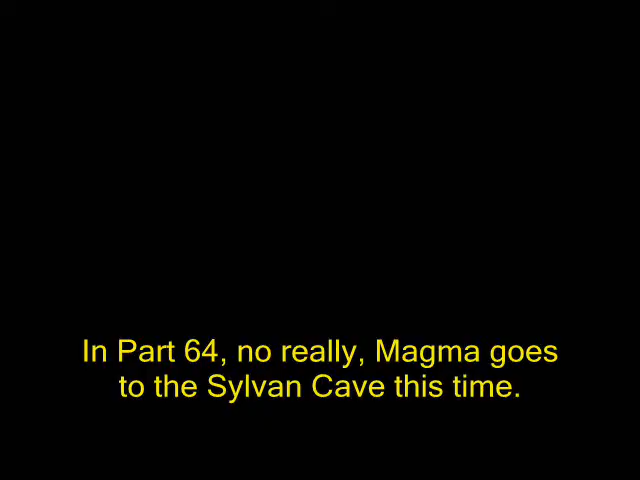 In Part 64, no really, Magma goes
to the Sylvan Cave this time.